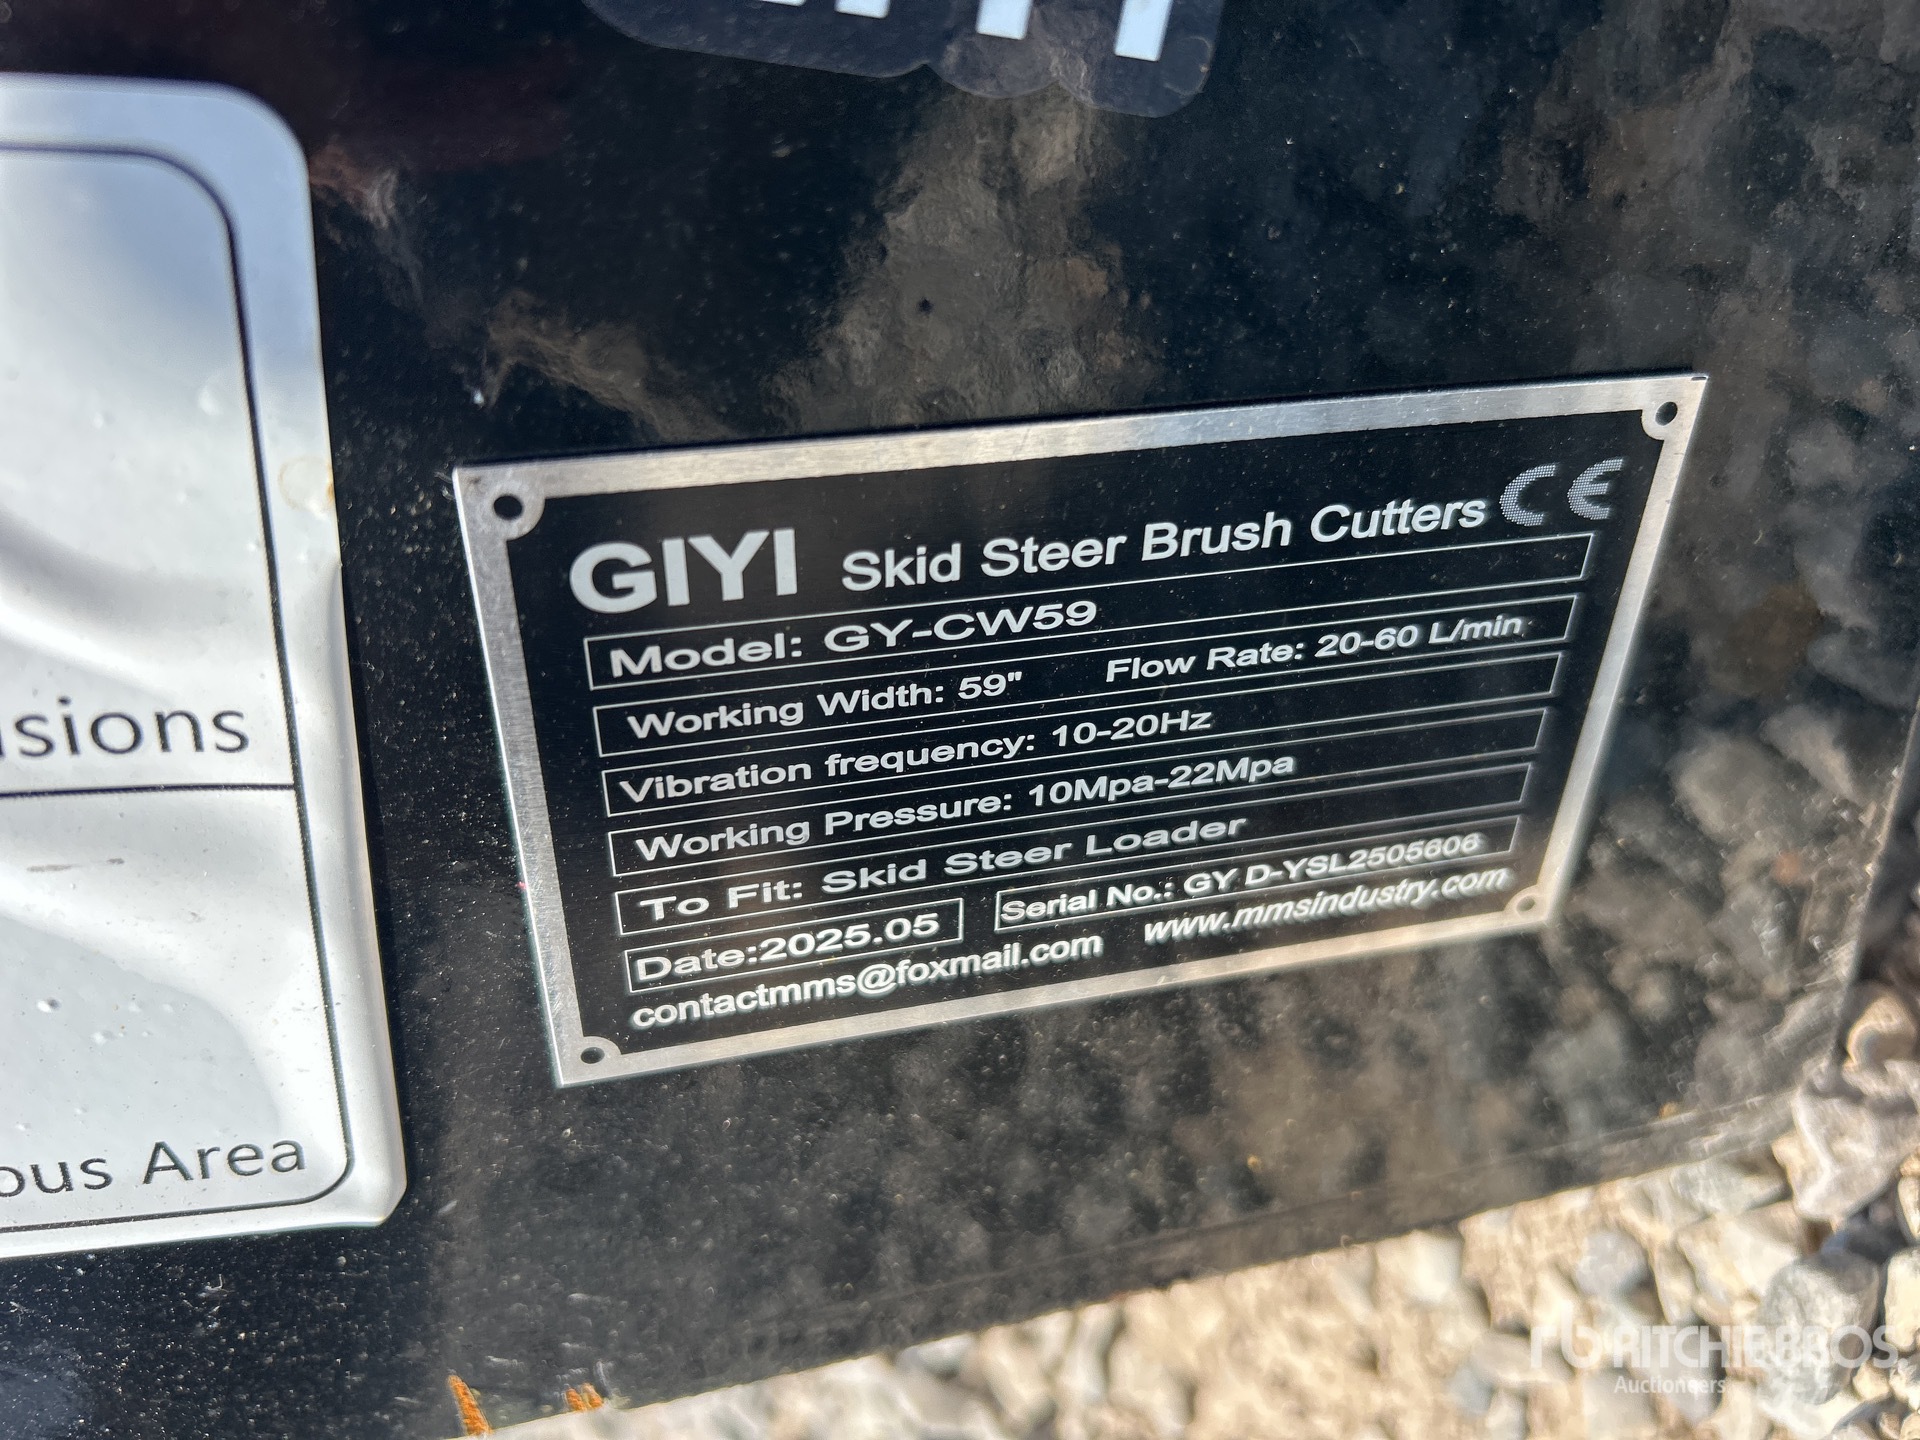 GIYI Skid Steer Brush Cutters CE
Model: GY-CW59
Working Width: 59" Flow Rate: 20-60 L/min
Vibration frequency: 10-20Hz
Working Pressure: 10Mpa-22Mpa
To Fit: Skid Steer Loader
Date:2025.05 Serial No.: GY D-YSL2505606
contactmms@foxmail.com www.mmsindustry.com
Area
rb RITCHIE BROS
Auctioneers